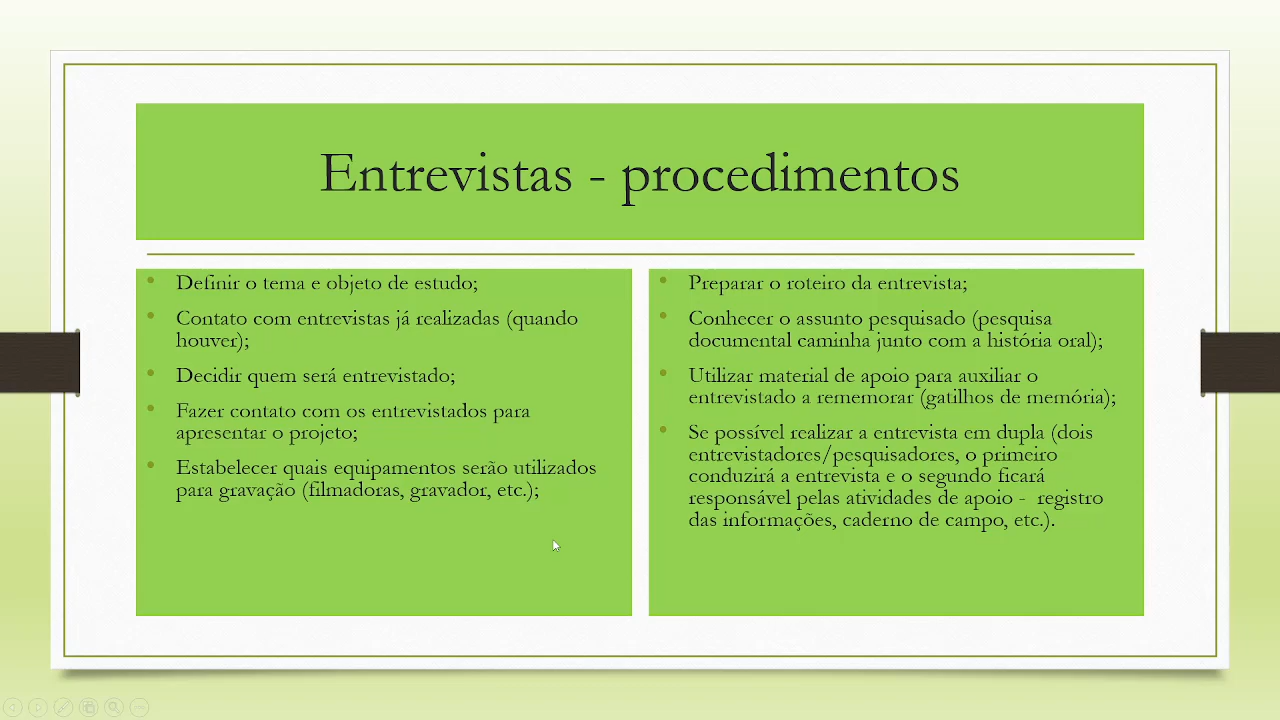 Entrevistas - procedimentos
• Definir o tema e objeto de estudo;
• Contato com entrevistas já realizadas (quando
houver);
• Decidir quem será entrevistado;
• Fazer contato com os entrevistados para
apresentar o projeto;
• Estabelecer quais equipamentos serão utilizados
para gravação (filmadoras, gravador, etc.);
• Preparar o roteiro da entrevista;
• Conhecer o assunto pesquisado (pesquisa
documental caminha junto com a história oral);
• Utilizar material de apoio para auxiliar o
entrevistado a rememorar (gatilhos de memória);
• Se possível realizar a entrevista em dupla (dois
entrevistadores/pesquisadores, o primeiro
conduzirá a entrevista e o segundo ficará
responsável pelas atividades de apoio -  registro
das informações, caderno de campo, etc.).